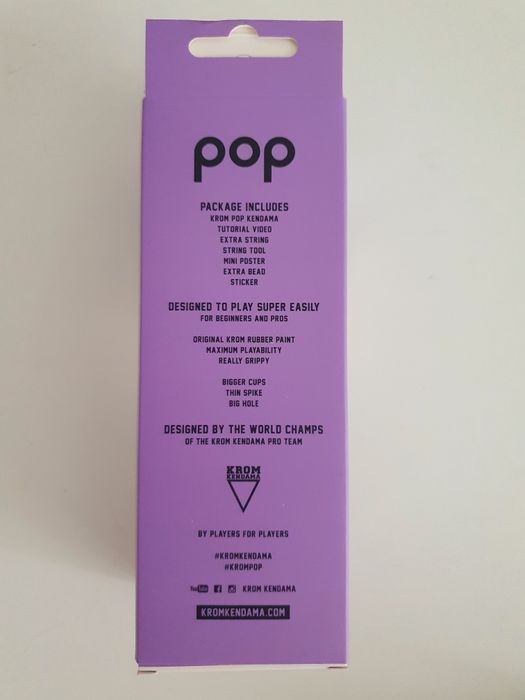 pop
PACKAGE INCLUDES
KROM POP KENDAMA
TUTORIAL VIDEO
EXTRA STRING
STRING TOOL
MINI POSTER
EXTRA BEAD
STICKER
DESIGNED TO PLAY SUPER EASILY
FOR BEGINNERS AND PROS
ORIGINAL KROM RUBBER PAINT
MAXIMUM PLAYABILITY
REALLY GRIPPY
BIGGER CUPS
THIN SPIKE
BIG HOLE
DESIGNED BY THE WORLD CHAMPS
OF THE KROM KENDAMA PRO TEAM
KROM
KENDAMA
BY PLAYERS FOR PLAYERS
#KROMKENDAMA
#KROMPOP
YouTube f KROM KENDAMA
KROMKENDAMA.COM